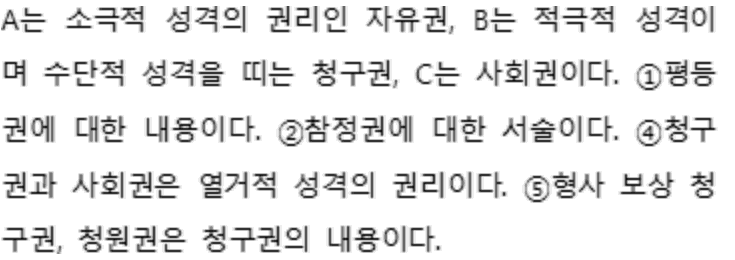 A는 소극적 성격의 권리인 자유권, B는 적극적 성격이
며 수단적 성격을 띠는 청구권, C는 사회권이다. ①평등
권에 대한 내용이다. ②참정권에 대한 서술이다. ④청구
권과 사회권은 열거적 성격의 권리이다. ⑤형사 보상 청
구권, 청원권은 청구권의 내용이다.